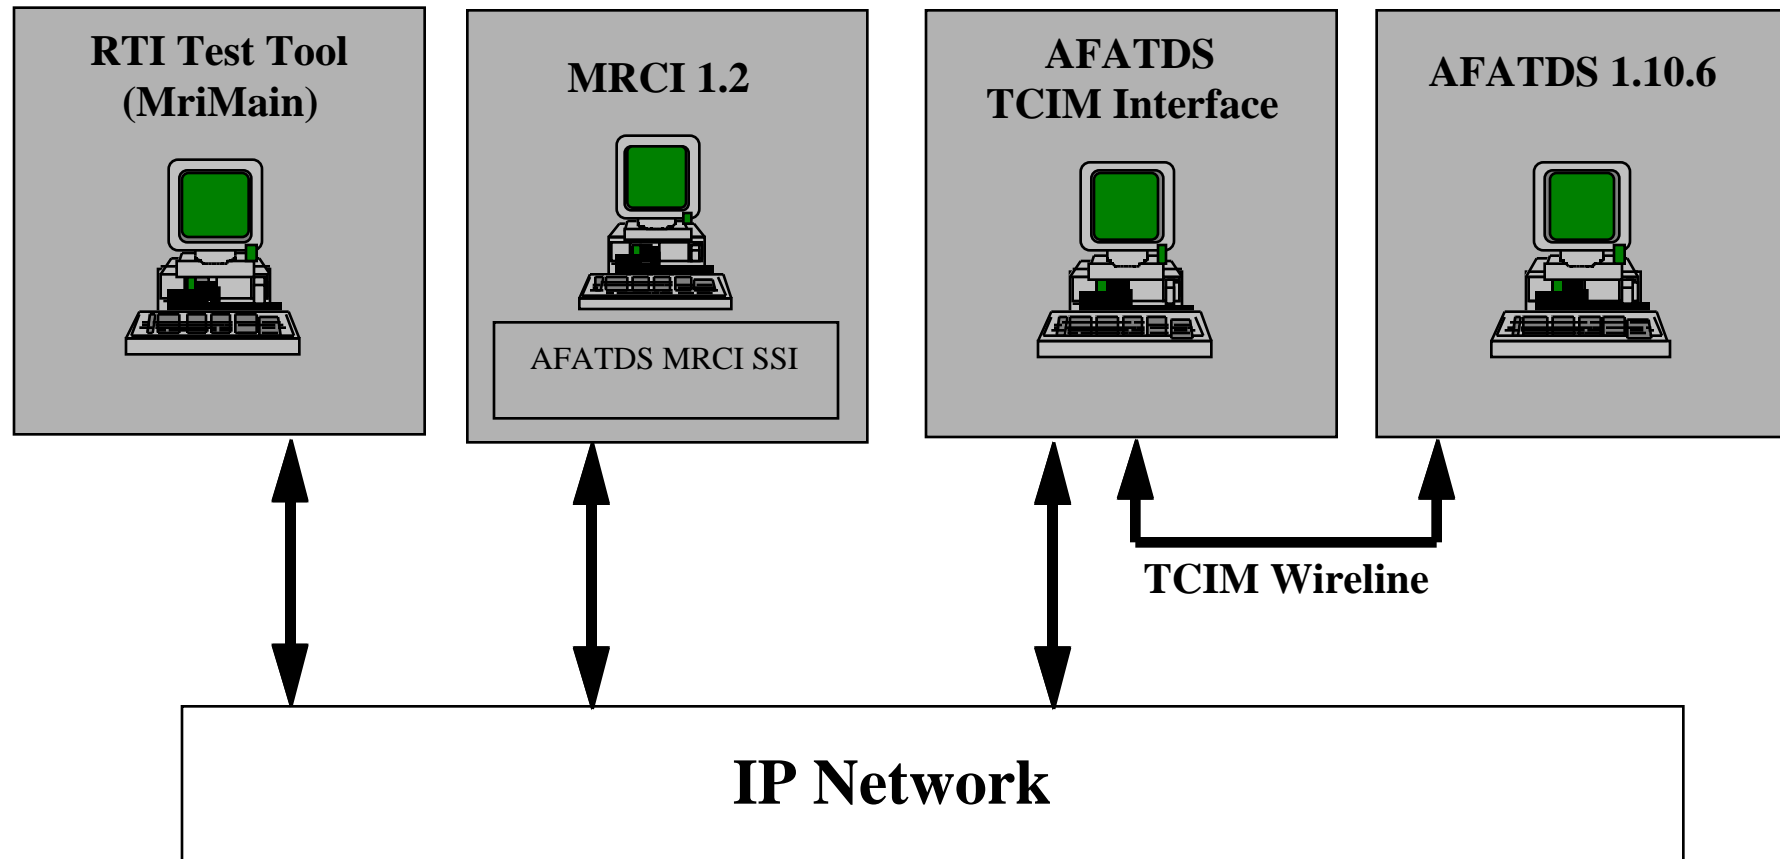 RTI Test Tool
(MriMain)
MRCI 1.2
AFATDS MRCI SSI
AFATDS
TCIM Interface
AFATDS 1.10.6
TCIM Wireline
IP Network